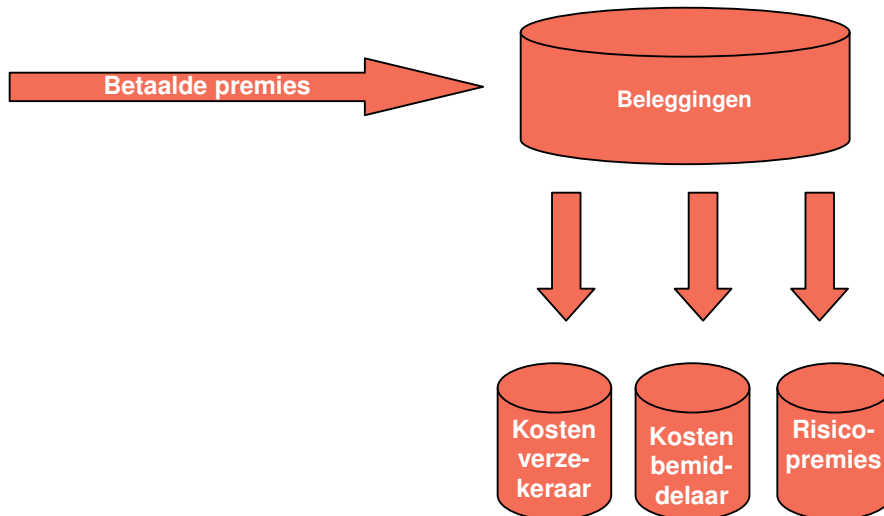 Betaalde premies
Beleggingen
Kosten
verze-
keraar
Kosten
bemid-
delaar
Risico-
premies